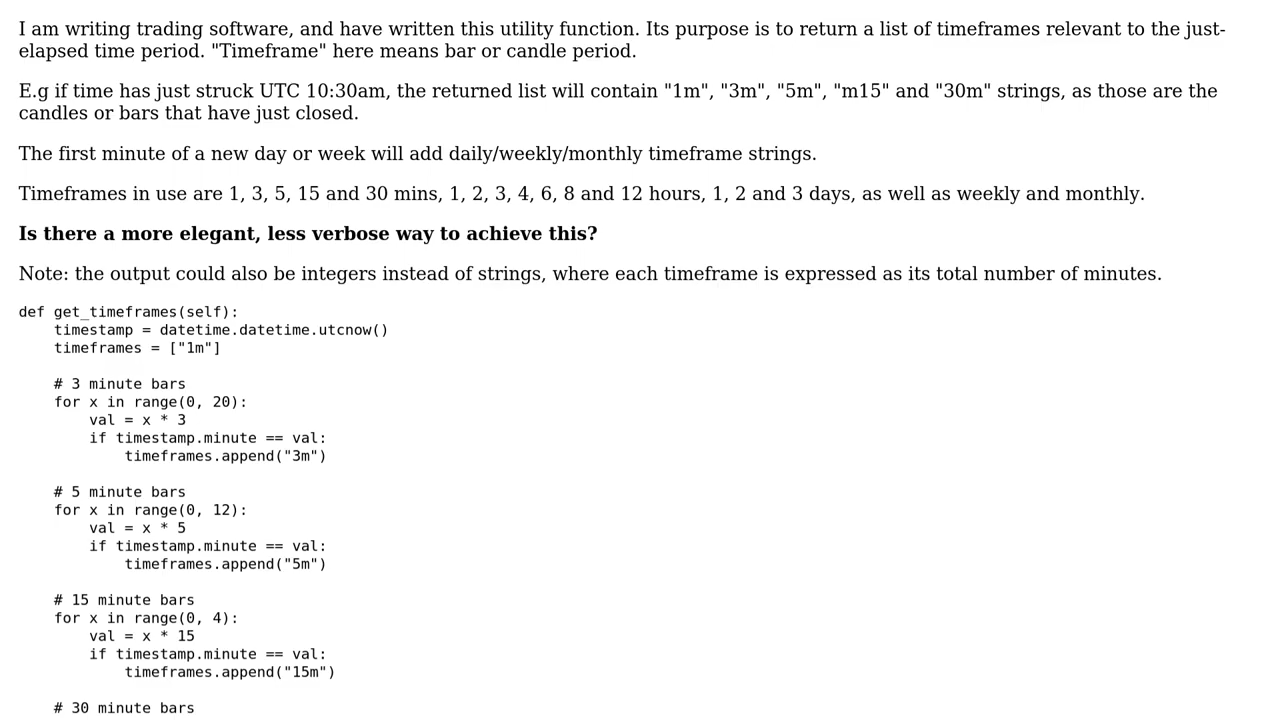 I am writing trading software, and have written this utility function. Its purpose is to return a list of timeframes relevant to the just-
elapsed time period. "Timeframe" here means bar or candle period.
E.g if time has just struck UTC 10:30am, the returned list will contain "1m", "3m", "5m", "m15" and "30m" strings, as those are the
candles or bars that have just closed.
The first minute of a new day or week will add daily/weekly/monthly timeframe strings.
Timeframes in use are 1, 3, 5, 15 and 30 mins, 1, 2, 3, 4, 6, 8 and 12 hours, 1, 2 and 3 days, as well as weekly and monthly.
Is there a more elegant, less verbose way to achieve this?
Note: the output could also be integers instead of strings, where each timeframe is expressed as its total number of minutes.
def get_timeframes(self):
    timestamp = datetime.datetime.utcnow()
    timeframes = ["1m"]
    # 3 minute bars
    for x in range(0, 20):
        val = x * 3
        if timestamp.minute == val:
            timeframes.append("3m")
    # 5 minute bars
    for x in range(0, 12):
        val = x * 5
        if timestamp.minute == val:
            timeframes.append("5m")
    # 15 minute bars
    for x in range(0, 4):
        val = x * 15
        if timestamp.minute == val:
            timeframes.append("15m")
    # 30 minute bars